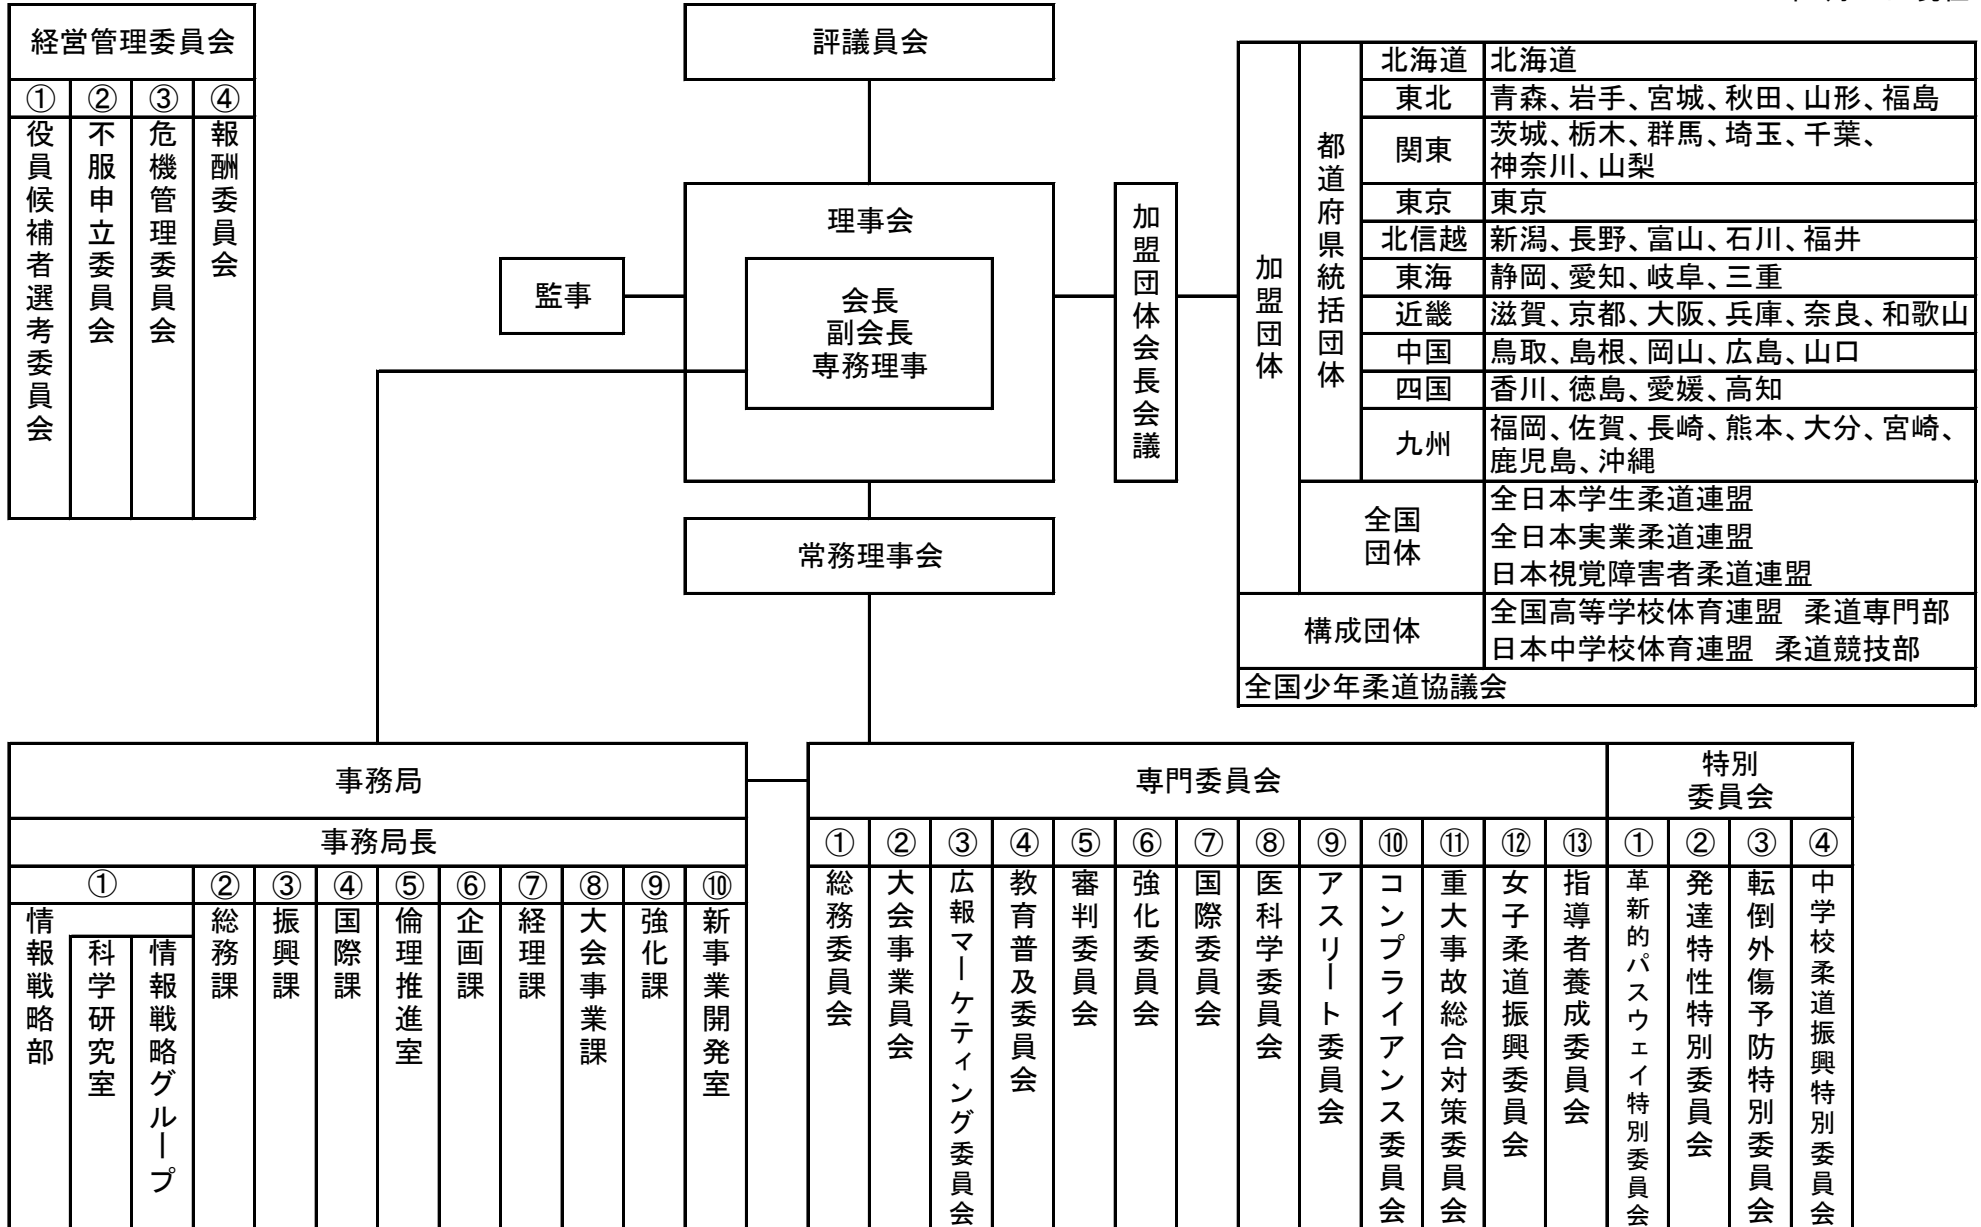 経営管理委員会
①
②
③
④
役員候補者選考委員会
不服申立委員会
危機管理委員会
報酬委員会
評議員会
理事会
会長
副会長
専務理事
監事
常務理事会
加盟団体会長会議
加盟団体
都道府県統括団体
北海道 北海道
東北 青森、岩手、宮城、秋田、山形、福島
関東 茨城、栃木、群馬、埼玉、千葉、
神奈川、山梨
東京 東京
北信越 新潟、長野、富山、石川、福井
東海 静岡、愛知、岐阜、三重
近畿 滋賀、京都、大阪、兵庫、奈良、和歌山
中国 鳥取、島根、岡山、広島、山口
四国 香川、徳島、愛媛、高知
九州 福岡、佐賀、長崎、熊本、大分、宮崎、
鹿児島、沖縄
全国
団体
全日本学生柔道連盟
全日本実業柔道連盟
日本視覚障害者柔道連盟
構成団体
全国高等学校体育連盟 柔道専門部
日本中学校体育連盟 柔道競技部
全国少年柔道協議会
事務局
事務局長
①
②
③
④
⑤
⑥
⑦
⑧
⑨
⑩
情報戦略部
科学研究室
情報戦略グループ
総務課
振興課
国際課
倫理推進室
企画課
経理課
大会事業課
強化課
新事業開発室
専門委員会
①
②
③
④
⑤
⑥
⑦
⑧
⑨
⑩
⑪
⑫
⑬
総務委員会
大会事業員会
広報マーケティング委員会
教育普及委員会
審判委員会
強化委員会
国際委員会
医科学委員会
アスリート委員会
コンプライアンス委員会
重大事故総合対策委員会
女子柔道振興委員会
指導者養成委員会
特別
委員会
①
②
③
④
革新的パスウェイ特別委員会
発達特性特別委員会
転倒外傷予防特別委員会
中学校柔道振興特別委員会